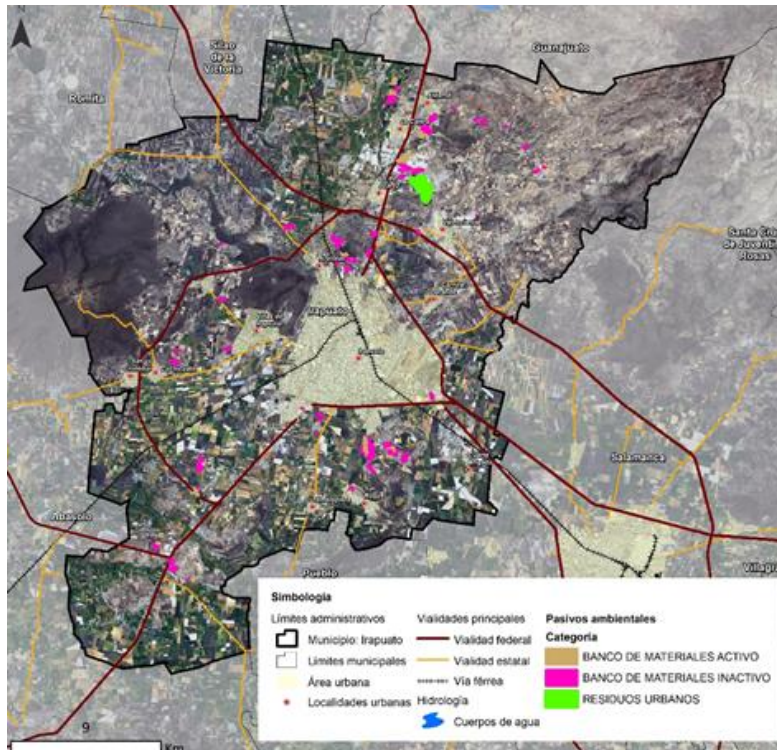 N
Silao
de la
Victoria
Guanajuato
Romita
Santa Cruz
de Juventino
Rosas
Irapuato
Salamanca
Abasolo
Pueblo
Villagrá
Simbología
Límites administrativos
Municipio: Irapuato
Límites municipales
Área urbana
Localidades urbanas
Vialidades principales
Vialidad federal
Vialidad estatal
Vía férrea
Hidrología
Cuerpos de agua
Pasivos ambientales
Categoría
BANCO DE MATERIALES ACTIVO
BANCO DE MATERIALES INACTIVO
RESIDUOS URBANOS
9
Km